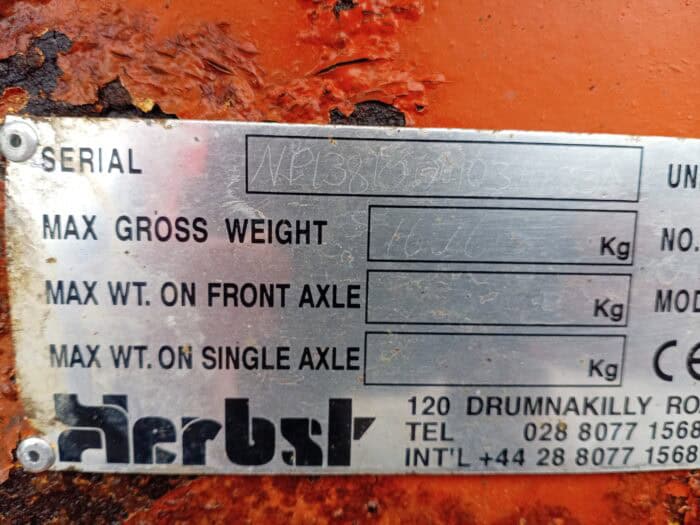 SERIAL UN
MAX GROSS WEIGHT Kg NO.
MAX WT. ON FRONT AXLE Kg MOD
MAX WT. ON SINGLE AXLE Kg CE
Herbst
120 DRUMNAKILLY RO
TEL 028 8077 1568
INT'L +44 28 8077 1568